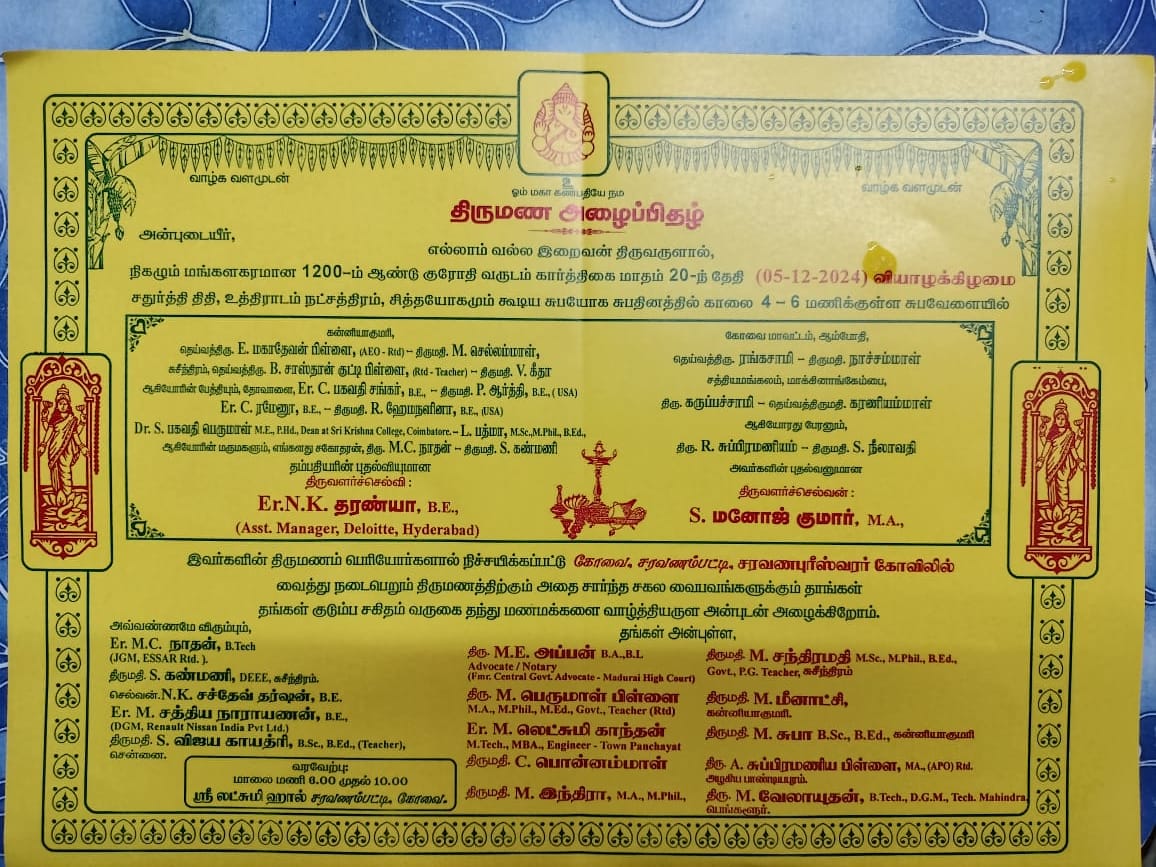 வாழ்க வளமுடன்
வாழ்க வளமுடன்
உ
ஓம் மகா கணபதியே நம
திருமண அழைப்பிதழ்
அன்புடையீர்,
எல்லாம் வல்ல இறைவன் திருவருளால்,
நிகழும் மங்களகரமான 1200-ம் ஆண்டு குரோதி வருடம் கார்த்திகை மாதம் 20-ந் தேதி (05-12-2024) வியாழக்கிழமை
சதுர்த்தி திதி, உத்திராடம் நட்சத்திரம், சித்தயோகமும் கூடிய சுபயோக சுபதினத்தில் காலை 4 – 6 மணிக்குள்ள சுபவேளையில்
கன்னியாகுமரி,
தெய்வத்திரு. E. மகாதேவன் பிள்ளை, (AEO - Rtd) – திருமதி. M. செல்லம்மாள்,
சுசீந்திரம், தெய்வத்திரு. B. சாஸ்தான் குட்டி பிள்ளை, (Rtd - Teacher) – திருமதி. V. கீதா
ஆகியோரின் பேத்தியும், தோவாளை, Er. C. பகவதி சங்கர், B.E., – திருமதி. P. ஆர்த்தி, B.E., ( USA)
Er. C. ரமேனூ, B.E., – திருமதி. R. ஹேமநளினா, B.E., (USA)
Dr. S. பகவதி பெருமாள் M.E., P.Hd., Dean at Sri Krishna College, Coimbatore. – L. பத்மா, M.Sc.,M.Phil., B.Ed.,
ஆகியோரின் மருமகளும், எங்களது சகோதரன், திரு. M.C. நாதன் – திருமதி. S. கண்மணி
தம்பதியரின் புதல்வியுமான
திருவளர்ச்செல்வி :
Er.N.K. தரண்யா, B.E.,
(Asst. Manager, Deloitte, Hyderabad)
கோவை மாவட்டம், ஆம்போதி,
தெய்வத்திரு. ரங்கசாமி – திருமதி. நாச்சம்மாள்
சத்தியமங்கலம், மாக்கினாங்கோம்பை,
திரு. கருப்பச்சாமி – தெய்வத்திருமதி. கரணியம்மாள்
ஆகியோரது பேரனும்,
திரு. R. சுப்பிரமணியம் – திருமதி. S. நீலாவதி
அவர்களின் புதல்வனுமான
திருவளர்ச்செல்வன் :
S. மனோஜ் குமார், M.A.,
இவர்களின் திருமணம் பெரியோர்களால் நிச்சயிக்கப்பட்டு கோவை, சரவணம்பட்டி, சரவணபுரீஸ்வரர் கோவிலில்
வைத்து நடைபெறும் திருமணத்திற்கும் அதை சார்ந்த சகல வைபவங்களுக்கும் தாங்கள்
தங்கள் குடும்ப சகிதம் வருகை தந்து மண்மக்களை வாழ்த்தியருள அன்புடன் அழைக்கிறோம்.
அவ்வண்ணமே விரும்பும்,
Er. M.C. நாதன், B.Tech
(JGM, ESSAR Rtd. ).
திருமதி. S. கண்மணி, DEEE, சுசீந்திரம்.
செல்வன்.N.K. சச்தேவ் தர்ஷன், B.E.
Er. M. சத்திய நாராயணன், B.E.,
(DGM, Renault Nissan India Pvt Ltd.)
திருமதி. S. விஜய காயத்ரி, B.Sc., B.Ed., (Teacher),
சென்னை.
வரவேற்பு:
மாலை மணி 6.00 முதல் 10.00
ஸ்ரீ லட்சுமி ஹால் சரவணம்பட்டி, கோவை.
தங்கள் அன்புள்ள,
திரு. M.E. அப்பன் B.A.,B.L
Advocate / Notary
(Fmr. Central Govt. Advocate - Madurai High Court)
திரு. M. பெருமாள் பிள்ளை
M.A., M.Phil., M.Ed., Govt., Teacher (Rtd)
Er. M. லெட்சுமி காந்தன்
M.Tech., MBA., Engineer - Town Panchayat
திருமதி. C. பொன்னம்மாள்
திருமதி. M. இந்திரா, M.A., M.Phil.,
திருமதி. M. சந்திரமதி M.Sc., M.Phil., B.Ed.,
Govt., P.G. Teacher, சுசீந்திரம்
திருமதி. M. மீனாட்சி,
கன்னியாகுமரி.
திருமதி. M. சுபா B.Sc., B.Ed., கன்னியாகுமரி
திரு. A. சுப்பிரமணிய பிள்ளை, MA., (APO) Rtd.
அழகிய பாண்டியபுரம்.
திரு. M. வேலாயுதன், B.Tech., D.G.M., Tech. Mahindra,
பெங்களூர்.